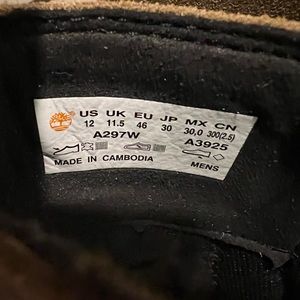 US UK EU JP MX CN
12 11.5 46 30 30,0 300(2.5)
A297W A3925
MADE IN CAMBODIA MENS